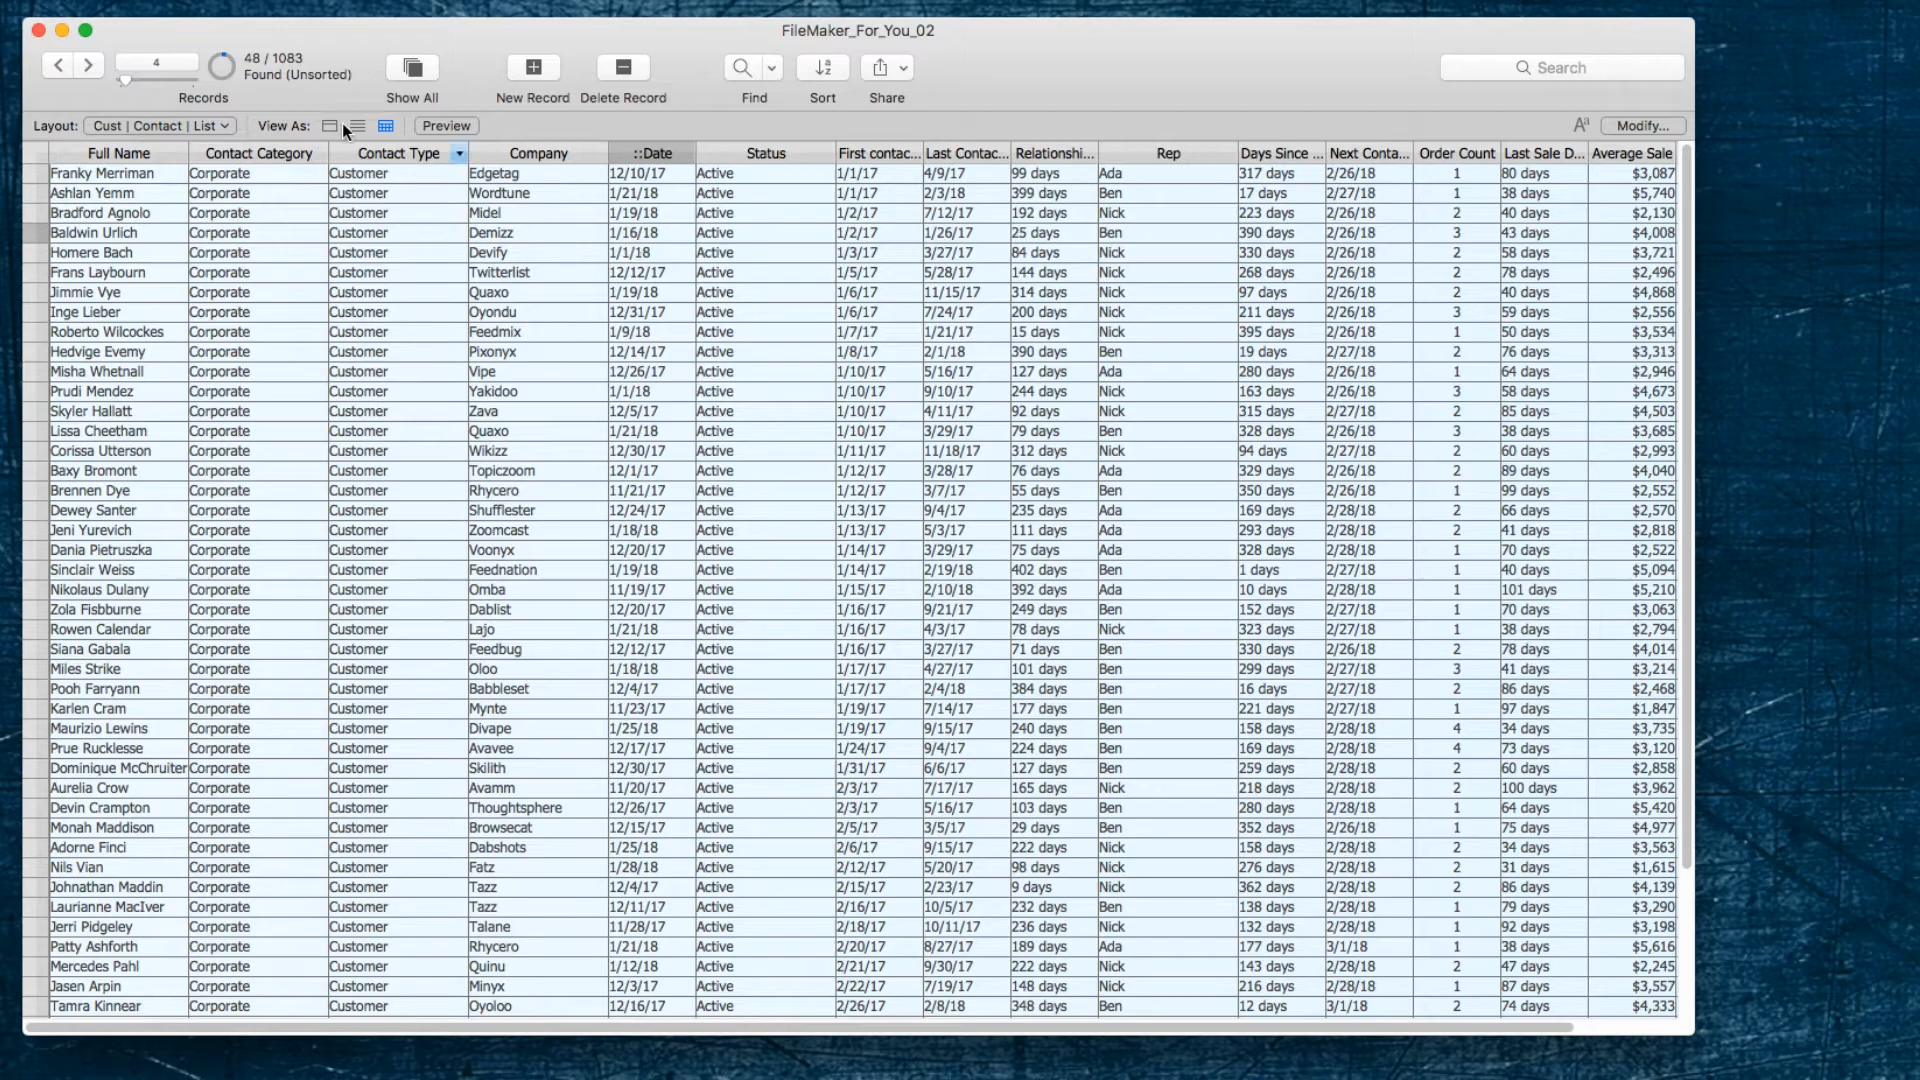 FileMaker_For_You_02
4
48 / 1083
Found (Unsorted)
Search
Records Show All New Record Delete Record Find Sort Share
Layout: Cust | Contact | List View As: Preview Aª Modify...
Full Name Contact Category Contact Type Company ::Date Status First contac... Last Contac... Relationshi... Rep Days Since ... Next Conta... Order Count Last Sale D... Average Sale
Franky Merriman Corporate Customer Edgetag 12/10/17 Active 1/1/17 4/9/17 99 days Ada 317 days 2/26/18 1 80 days $3,087
Ashlan Yemm Corporate Customer Wordtune 1/21/18 Active 1/1/17 2/3/18 399 days Ben 17 days 2/27/18 1 38 days $5,740
Bradford Agnolo Corporate Customer Midel 1/19/18 Active 1/2/17 7/12/17 192 days Nick 223 days 2/26/18 2 40 days $2,130
Baldwin Urlich Corporate Customer Demizz 1/16/18 Active 1/2/17 1/26/17 25 days Ben 390 days 2/26/18 3 43 days $4,008
Homere Bach Corporate Customer Devify 1/1/18 Active 1/3/17 3/27/17 84 days Nick 330 days 2/26/18 2 58 days $3,721
Frans Laybourn Corporate Customer Twitterlist 12/12/17 Active 1/5/17 5/28/17 144 days Nick 268 days 2/26/18 2 78 days $2,496
Jimmie Vye Corporate Customer Quaxo 1/19/18 Active 1/6/17 11/15/17 314 days Nick 97 days 2/26/18 2 40 days $4,868
Inge Lieber Corporate Customer Oyondu 12/31/17 Active 1/6/17 7/24/17 200 days Nick 211 days 2/26/18 3 59 days $2,556
Roberto Wilcockes Corporate Customer Feedmix 1/9/18 Active 1/7/17 1/21/17 15 days Nick 395 days 2/26/18 1 50 days $3,534
Hedvige Evemy Corporate Customer Pixonyx 12/14/17 Active 1/8/17 2/1/18 390 days Ben 19 days 2/27/18 2 76 days $3,313
Misha Whetnall Corporate Customer Vipe 12/26/17 Active 1/10/17 5/16/17 127 days Ada 280 days 2/26/18 1 64 days $2,946
Prudi Mendez Corporate Customer Yakidoo 1/1/18 Active 1/10/17 9/10/17 244 days Nick 163 days 2/26/18 3 58 days $4,673
Skyler Hallatt Corporate Customer Zava 12/5/17 Active 1/10/17 4/11/17 92 days Nick 315 days 2/27/18 2 85 days $4,503
Lissa Cheetham Corporate Customer Quaxo 1/21/18 Active 1/10/17 3/29/17 79 days Ben 328 days 2/26/18 3 38 days $3,685
Corissa Utterson Corporate Customer Wikizz 12/30/17 Active 1/11/17 11/18/17 312 days Nick 94 days 2/27/18 2 60 days $2,993
Baxy Bromont Corporate Customer Topiczoom 12/1/17 Active 1/12/17 3/28/17 76 days Ada 329 days 2/26/18 2 89 days $4,040
Brennen Dye Corporate Customer Rhycero 11/21/17 Active 1/12/17 3/7/17 55 days Ben 350 days 2/26/18 1 99 days $2,552
Dewey Santer Corporate Customer Shufflester 12/24/17 Active 1/13/17 9/4/17 235 days Ada 169 days 2/28/18 2 66 days $2,570
Jeni Yurevich Corporate Customer Zoomcast 1/18/18 Active 1/13/17 5/3/17 111 days Ada 293 days 2/28/18 2 41 days $2,818
Dania Pietruszka Corporate Customer Voonyx 12/20/17 Active 1/14/17 3/29/17 75 days Ada 328 days 2/28/18 1 70 days $2,522
Sinclair Weiss Corporate Customer Feednation 1/19/18 Active 1/14/17 2/19/18 402 days Ben 1 days 2/27/18 1 40 days $5,094
Nikolaus Dulany Corporate Customer Omba 11/19/17 Active 1/15/17 2/10/18 392 days Ada 10 days 2/28/18 1 101 days $5,210
Zola Fisbburne Corporate Customer Dablist 12/20/17 Active 1/16/17 9/21/17 249 days Ben 152 days 2/27/18 1 70 days $3,063
Rowen Calendar Corporate Customer Lajo 1/21/18 Active 1/16/17 4/3/17 78 days Nick 323 days 2/27/18 1 38 days $2,794
Siana Gabala Corporate Customer Feedbug 12/12/17 Active 1/16/17 3/27/17 71 days Ben 330 days 2/26/18 2 78 days $4,014
Miles Strike Corporate Customer Oloo 1/18/18 Active 1/17/17 4/27/17 101 days Ben 299 days 2/27/18 3 41 days $3,214
Pooh Farryann Corporate Customer Babbleset 12/4/17 Active 1/17/17 2/4/18 384 days Ben 16 days 2/27/18 2 86 days $2,468
Karlen Cram Corporate Customer Mynte 11/23/17 Active 1/19/17 7/14/17 177 days Ben 221 days 2/27/18 1 97 days $1,847
Maurizio Lewins Corporate Customer Divape 1/25/18 Active 1/19/17 9/15/17 240 days Ben 158 days 2/28/18 4 34 days $3,735
Prue Rucklesse Corporate Customer Avavee 12/17/17 Active 1/24/17 9/4/17 224 days Ben 169 days 2/28/18 4 73 days $3,120
Dominique McChruiter Corporate Customer Skilith 12/30/17 Active 1/31/17 6/6/17 127 days Ben 259 days 2/28/18 2 60 days $2,858
Aurelia Crow Corporate Customer Avamm 11/20/17 Active 2/3/17 7/17/17 165 days Nick 218 days 2/28/18 2 100 days $3,962
Devin Crampton Corporate Customer Thoughtsphere 12/26/17 Active 2/3/17 5/16/17 103 days Ben 280 days 2/28/18 1 64 days $5,420
Monah Maddison Corporate Customer Browsecat 12/15/17 Active 2/5/17 3/5/17 29 days Ben 352 days 2/26/18 1 75 days $4,977
Adorne Finci Corporate Customer Dabshots 1/25/18 Active 2/6/17 9/15/17 222 days Nick 158 days 2/28/18 2 34 days $3,563
Nils Vian Corporate Customer Fatz 1/28/18 Active 2/12/17 5/20/17 98 days Nick 276 days 2/28/18 2 31 days $1,615
Johnathan Maddin Corporate Customer Tazz 12/4/17 Active 2/15/17 2/23/17 9 days Nick 362 days 2/28/18 2 86 days $4,139
Laurianne MacIver Corporate Customer Tazz 12/11/17 Active 2/16/17 10/5/17 232 days Ben 138 days 2/28/18 1 79 days $3,290
Jerri Pidgeley Corporate Customer Talane 11/28/17 Active 2/18/17 10/11/17 236 days Nick 132 days 2/28/18 1 92 days $3,198
Patty Ashforth Corporate Customer Rhycero 1/21/18 Active 2/20/17 8/27/17 189 days Ada 177 days 3/1/18 1 38 days $5,616
Mercedes Pahl Corporate Customer Quinu 1/12/18 Active 2/21/17 9/30/17 222 days Nick 143 days 2/28/18 2 47 days $2,245
Jasen Arpin Corporate Customer Minyx 12/3/17 Active 2/22/17 7/19/17 148 days Nick 216 days 2/28/18 1 87 days $3,557
Tamra Kinnear Corporate Customer Oyoloo 12/16/17 Active 2/26/17 2/8/18 348 days Ben 12 days 3/1/18 2 74 days $4,333